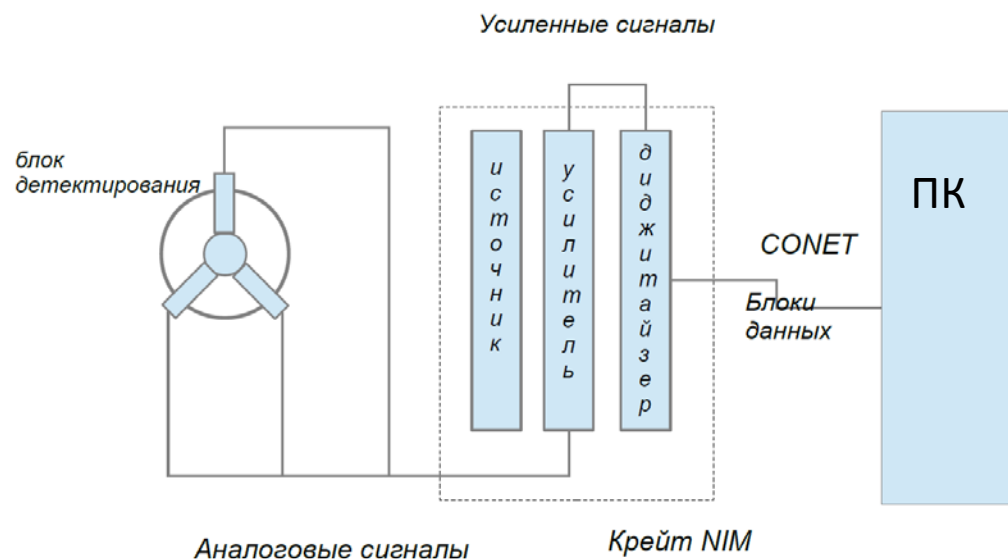 Усиленные сигналы
блок
детектирования
источник
усилитель
диджитайзер
ПК
CONET
Блоки
данных
Аналоговые сигналы
Крейт NIM